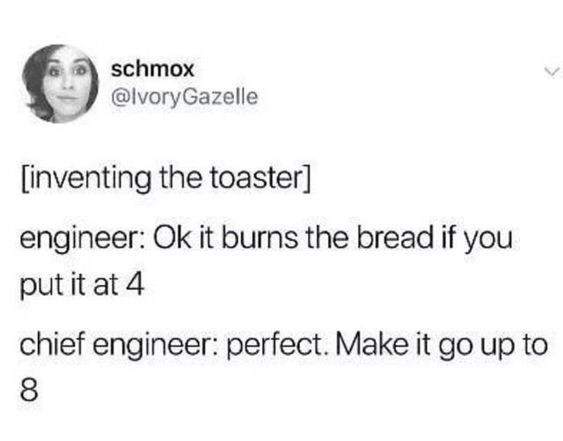 schmox
@IvoryGazelle
[inventing the toaster]
engineer: Ok it burns the bread if you
put it at 4
chief engineer: perfect. Make it go up to
8